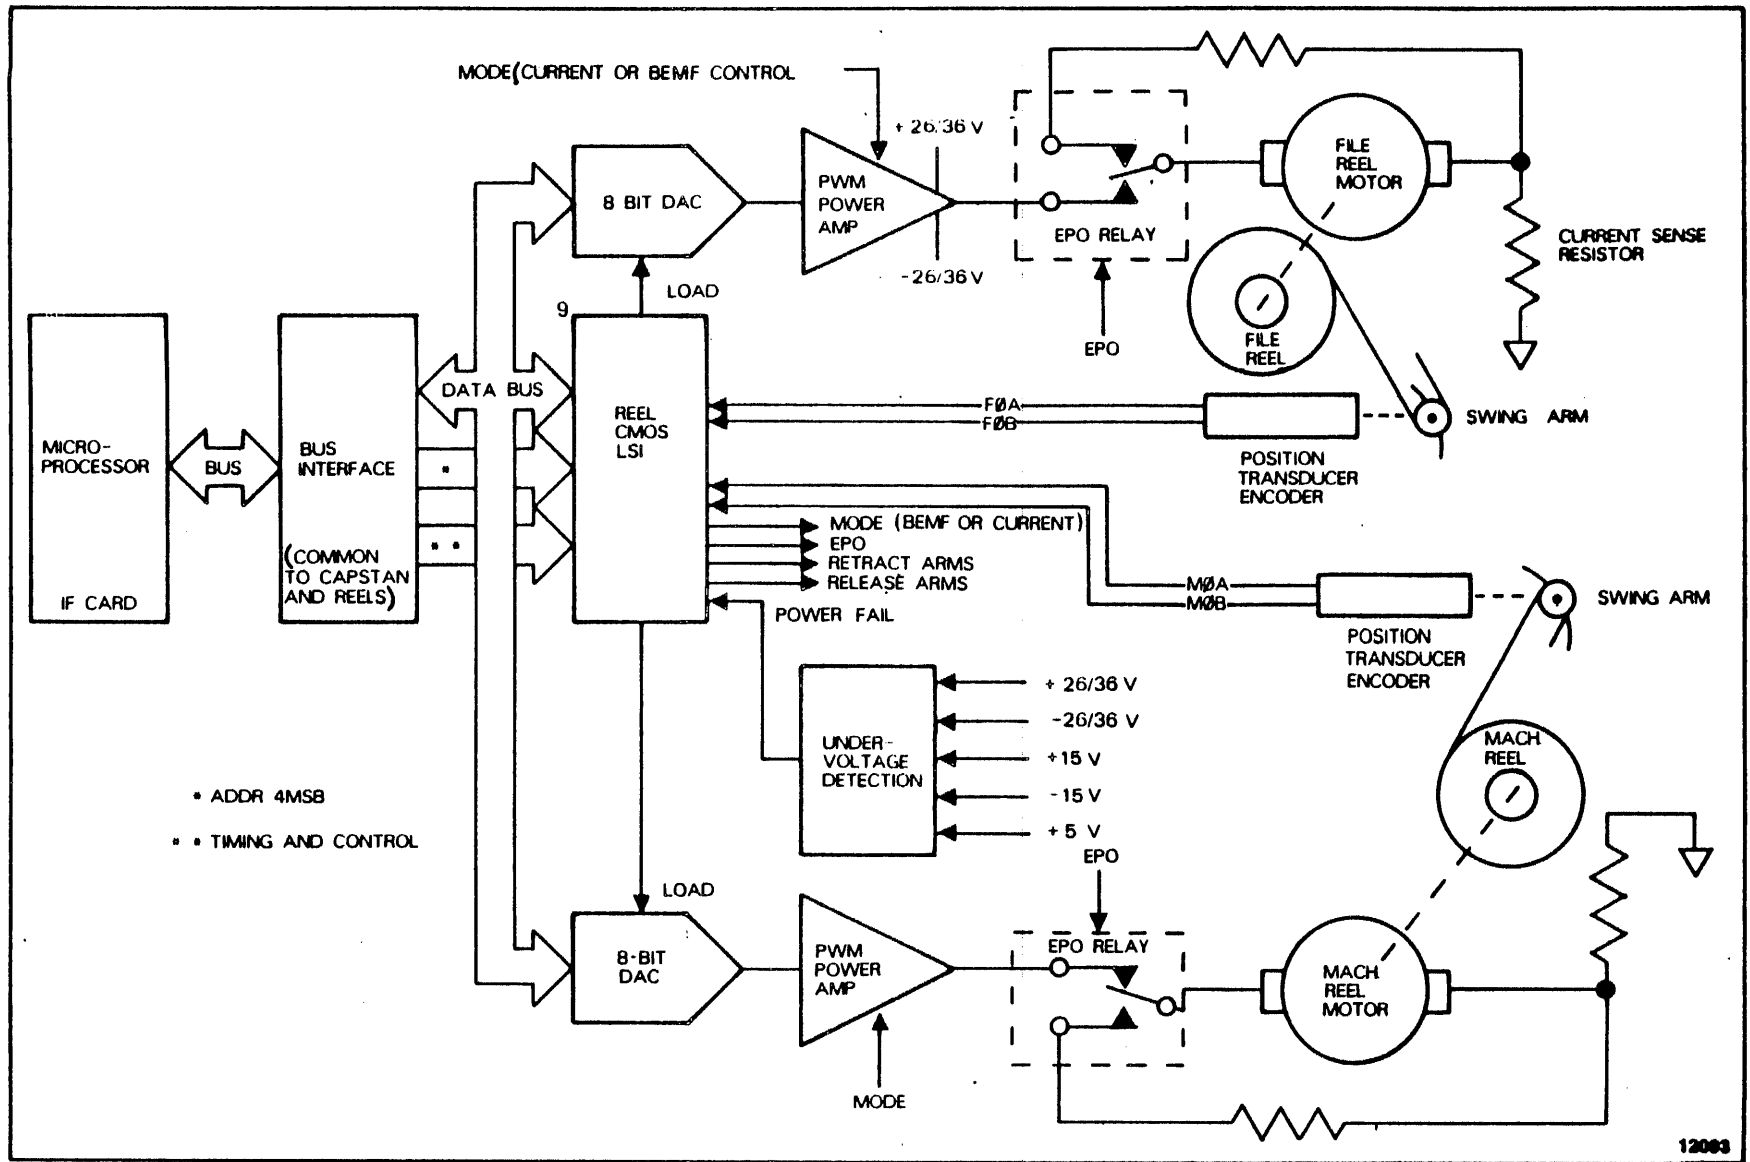 MODE(CURRENT OR BEMF CONTROL
+ 26/36 V
8 BIT DAC
PWM
POWER
AMP
-26/36 V
EPO RELAY
EPO
FILE
REEL
MOTOR
CURRENT SENSE
RESISTOR
FILE
REEL
LOAD
9
MICRO-
PROCESSOR
IF CARD
BUS
BUS
INTERFACE
(COMMON
TO CAPSTAN
AND REELS)
DATA BUS
*
* *
REEL
CMOS
LSI
FØA
FØB
SWING ARM
POSITION
TRANSDUCER
ENCODER
MODE (BEMF OR CURRENT)
EPO
RETRACT ARMS
RELEASE ARMS
POWER FAIL
MØA
MØB
SWING ARM
POSITION
TRANSDUCER
ENCODER
UNDER-
VOLTAGE
DETECTION
+ 26/36 V
-26/36 V
+15 V
-15 V
+5 V
EPO
MACH
REEL
* ADDR 4MSB
* * TIMING AND CONTROL
LOAD
8-BIT
DAC
PWM
POWER
AMP
MODE
EPO RELAY
MACH
REEL
MOTOR
12093